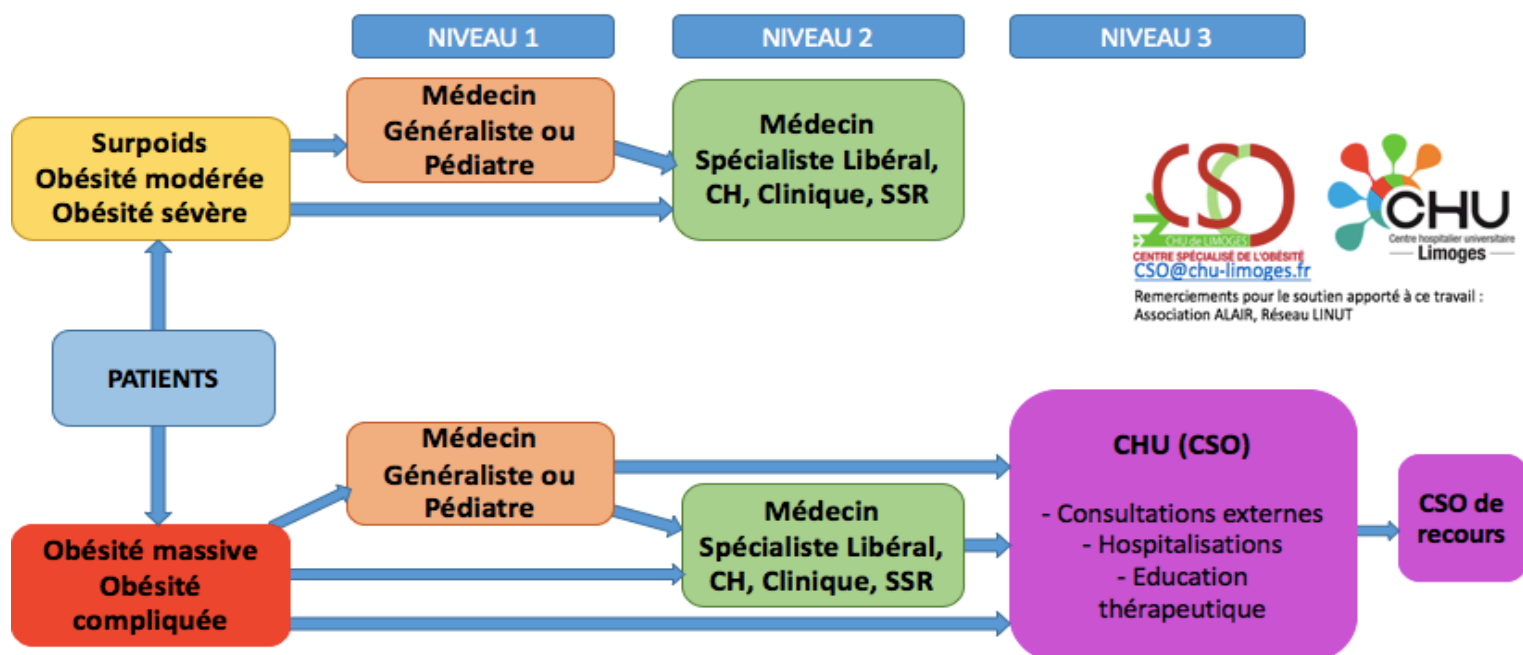 NIVEAU 1
NIVEAU 2
NIVEAU 3
Surpoids
Obésité modérée
Obésité sévère
Médecin
Généraliste ou
Pédiatre
Médecin
Spécialiste Libéral,
CH, Clinique, SSR
CSO
CHU de LIMOGES
CENTRE SPÉCIALISÉ DE L'OBÉSITÉ
CSO@chu-limoges.fr
CHU
Centre hospitalier universitaire
Limoges
Remerciements pour le soutien apporté à ce travail :
Association ALAIR, Réseau LINUT
PATIENTS
Obésité massive
Obésité
compliquée
Médecin
Généraliste ou
Pédiatre
Médecin
Spécialiste Libéral,
CH, Clinique, SSR
CHU (CSO)
- Consultations externes
- Hospitalisations
- Education
thérapeutique
CSO de
recours